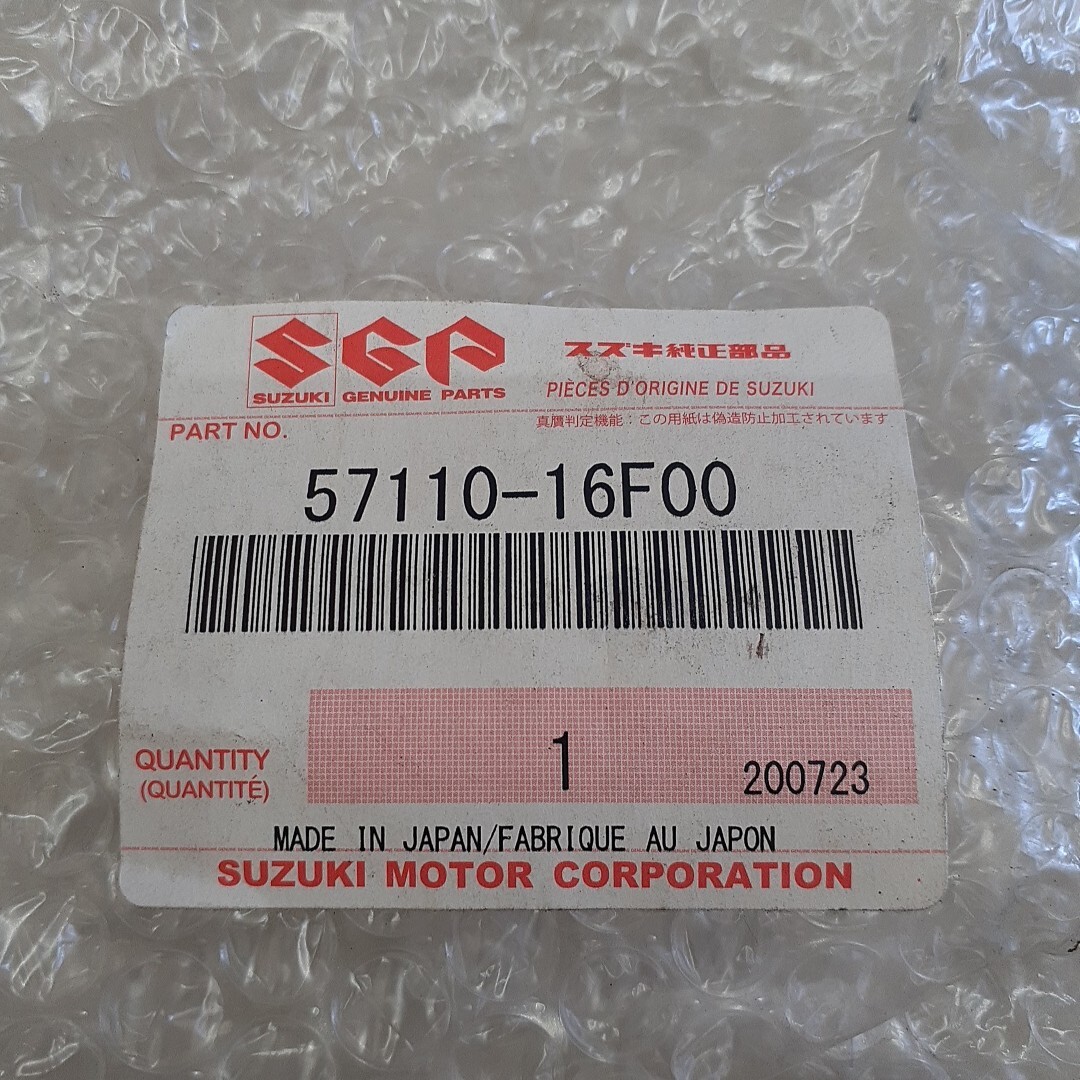 SGP
SUZUKI GENUINE PARTS
スズキ純正部品
PIÈCES D'ORIGINE DE SUZUKI
PART NO.
真贋判定機能：この用紙は偽造防止加工されています
57110-16F00
QUANTITY
(QUANTITÉ)
1
200723
MADE IN JAPAN/FABRIQUE AU JAPON
SUZUKI MOTOR CORPORATION